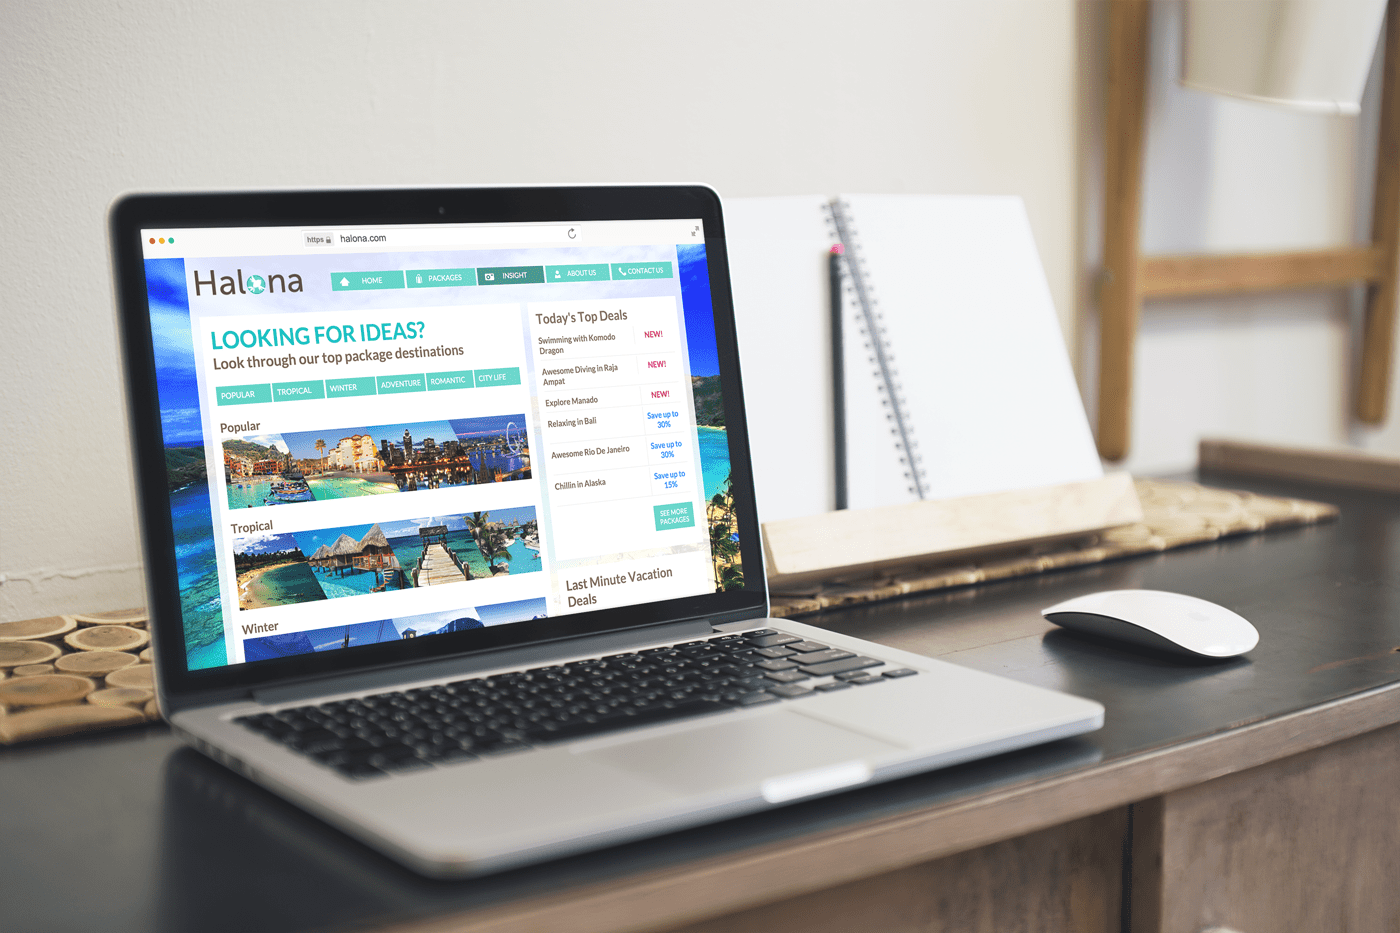 https halona.com
Halona
HOME
PACKAGES
INSIGHT
ABOUT US
CONTACT US
LOOKING FOR IDEAS?
Look through our top package destinations
POPULAR
TROPICAL
WINTER
ADVENTURE
ROMANTIC
CITY LIFE
Popular
Tropical
Winter
Today's Top Deals
Swimming with Komodo
Dragon
NEW!
Awesome Diving in Raja
Ampat
NEW!
Explore Manado
NEW!
Relaxing in Bali
Save up to
30%
Awesome Rio De Janeiro
Save up to
30%
Chillin in Alaska
Save up to
15%
SEE MORE
PACKAGES
Last Minute Vacation
Deals